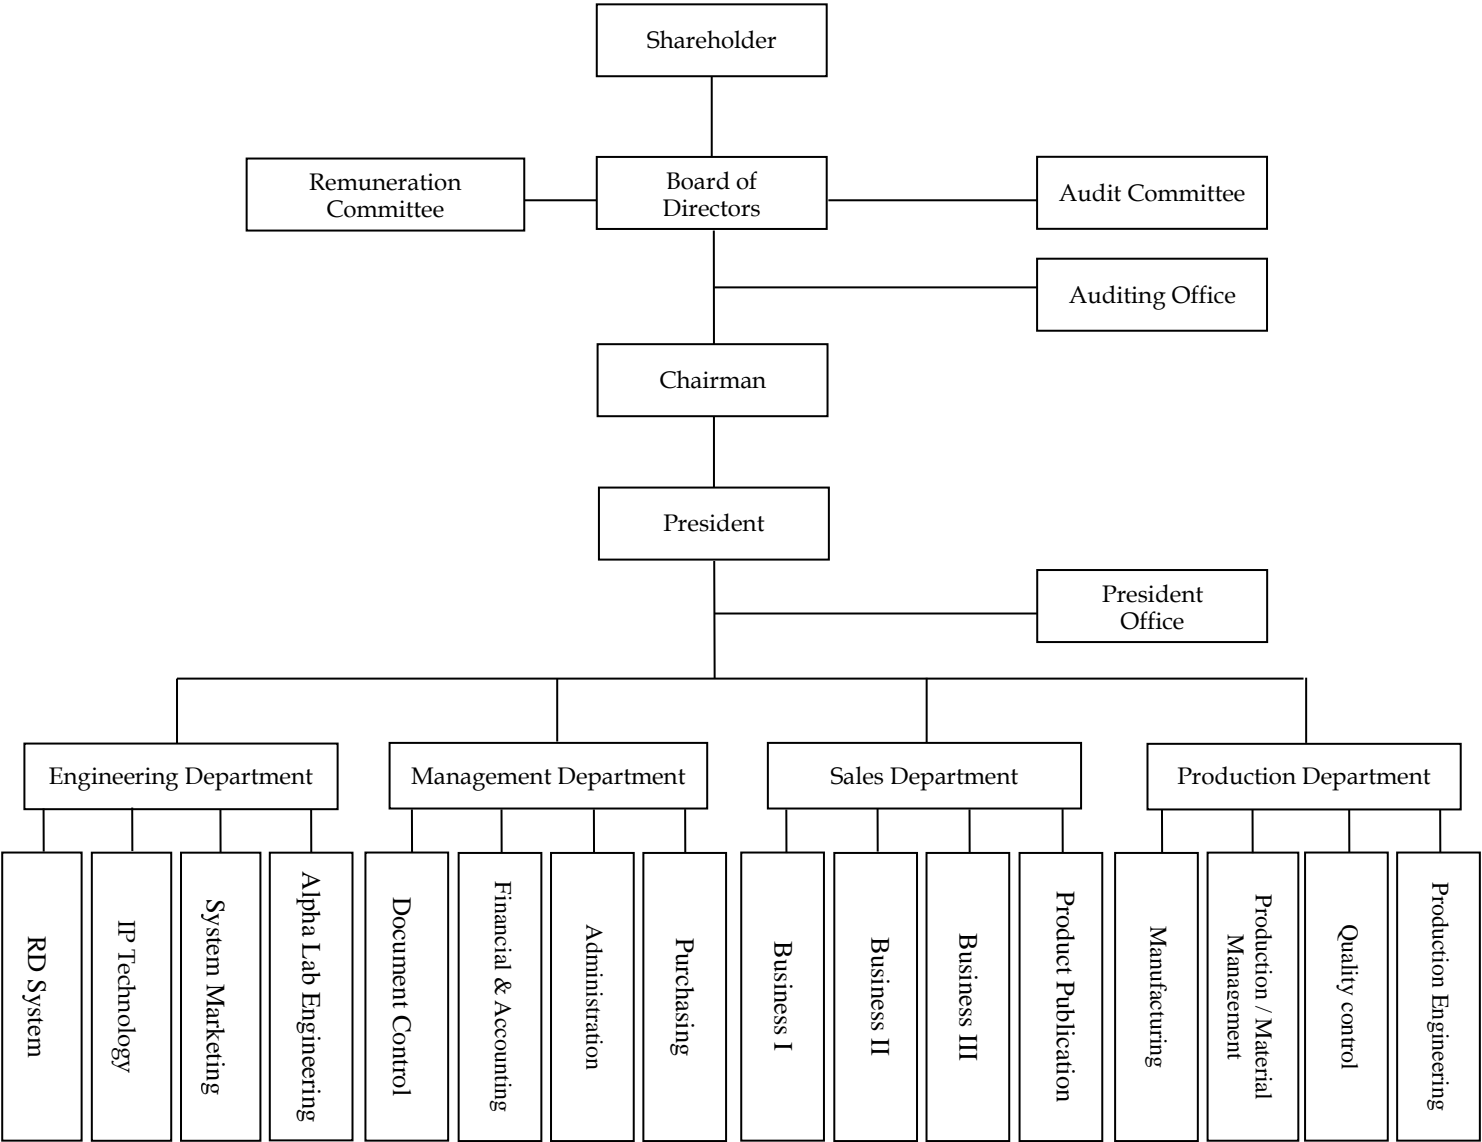 Shareholder
Remuneration
Committee
Board of
Directors
Audit Committee
Auditing Office
Chairman
President
President
Office
Engineering Department
Management Department
Sales Department
Production Department
RD System
IP Technology
System Marketing
Alpha Lab Engineering
Document Control
Financial & Accounting
Administration
Purchasing
Business I
Business II
Business III
Product Publication
Manufacturing
Production / Material
Management
Quality control
Production Engineering